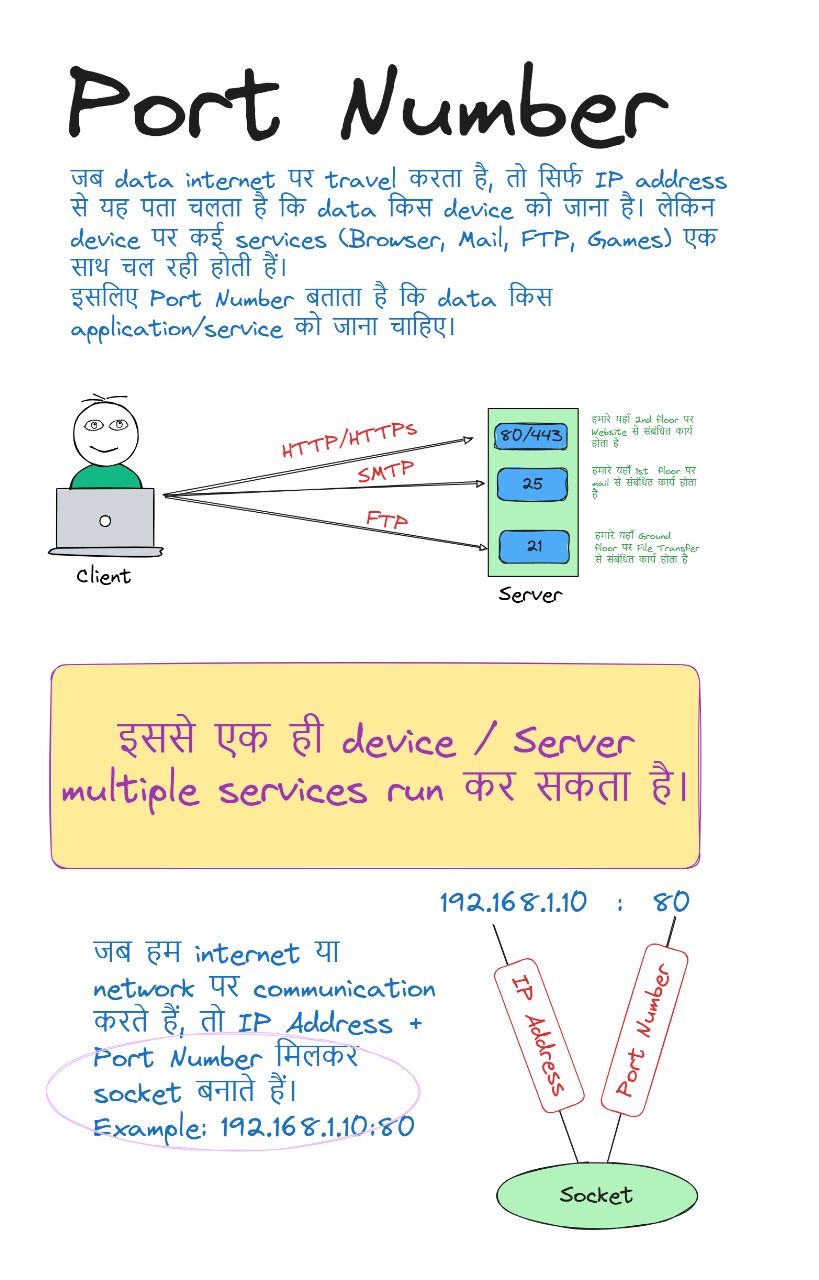 Port Number
जब data internet पर travel करता है, तो सिर्फ IP address
से यह पता चलता है कि data किस device को जाना है। लेकिन
device पर कई services (Browser, Mail, FTP, Games) एक
साथ चल रही होती हैं।
इसलिए Port Number बताता है कि data किस
application/service को जाना चाहिए।
HTTP/HTTPs
SMTP
FTP
Client
80/443
25
21
Server
हमारे यहाँ 2nd floor पर
Website से संबंधित कार्य
होता है
हमारे यहाँ 1st floor पर
mail से संबंधित कार्य होता
है
हमारे यहाँ Ground
floor पर File Transfer
से संबंधित कार्य होता है
इससे एक ही device / Server
multiple services run कर सकता है।
192.168.1.10 : 80
जब हम internet या
network पर communication
करते हैं, तो IP Address +
Port Number मिलकर
socket बनाते हैं।
Example: 192.168.1.10:80
IP Address
Port Number
Socket